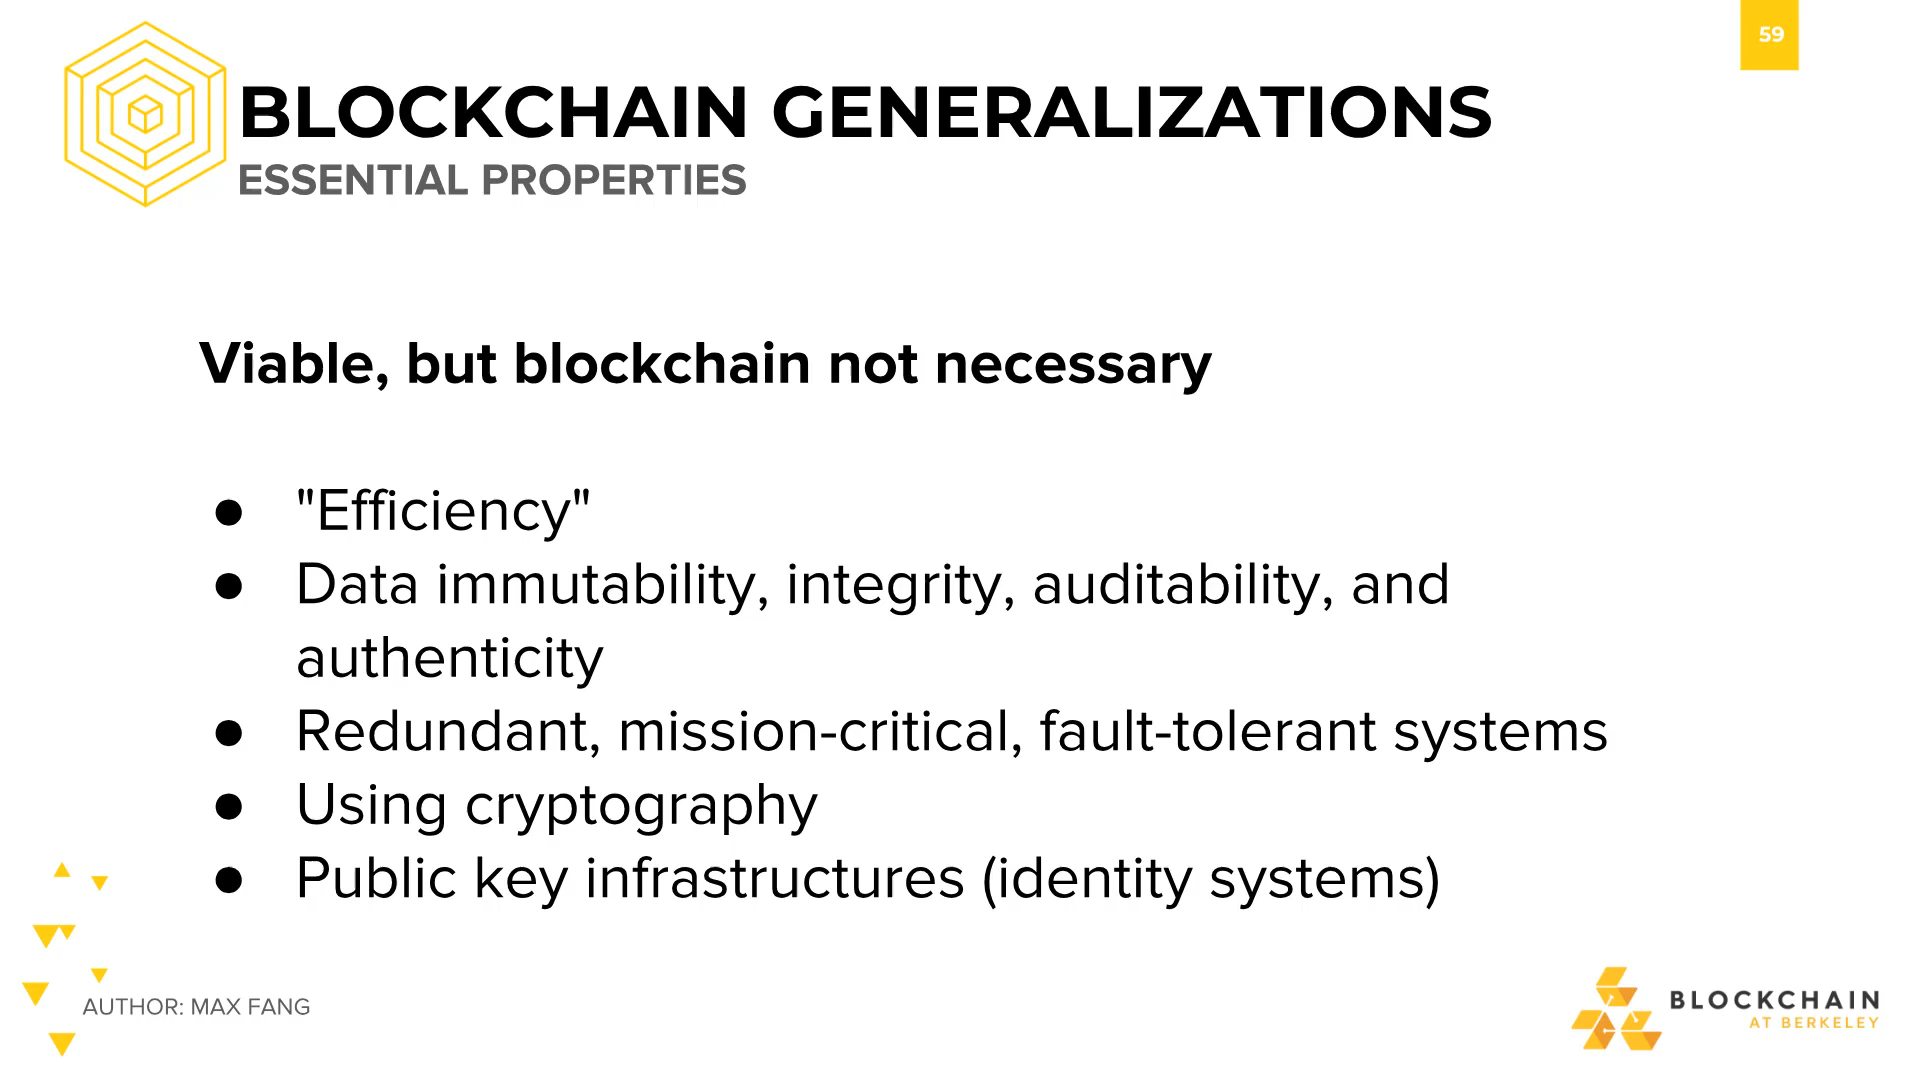 59
BLOCKCHAIN GENERALIZATIONS
ESSENTIAL PROPERTIES
Viable, but blockchain not necessary
● "Efficiency"
● Data immutability, integrity, auditability, and
authenticity
● Redundant, mission-critical, fault-tolerant systems
● Using cryptography
● Public key infrastructures (identity systems)
AUTHOR: MAX FANG
BLOCKCHAIN
AT BERKELEY